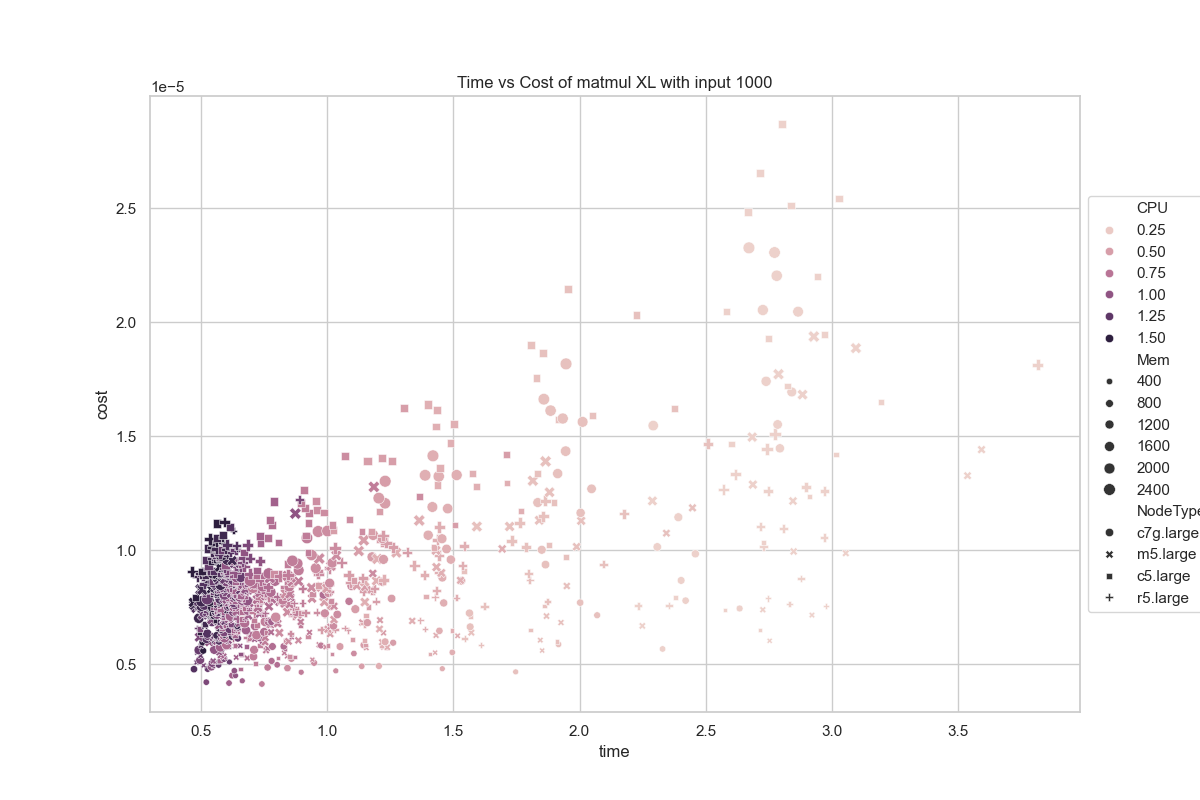 Time vs Cost of matmul XL with input 1000
1e−5
2.5
2.0
1.5
1.0
0.5
cost
0.5 1.0 1.5 2.0 2.5 3.0 3.5
time
CPU
0.25
0.50
0.75
1.00
1.25
1.50
Mem
400
800
1200
1600
2000
2400
NodeType
c7g.large
m5.large
c5.large
r5.large